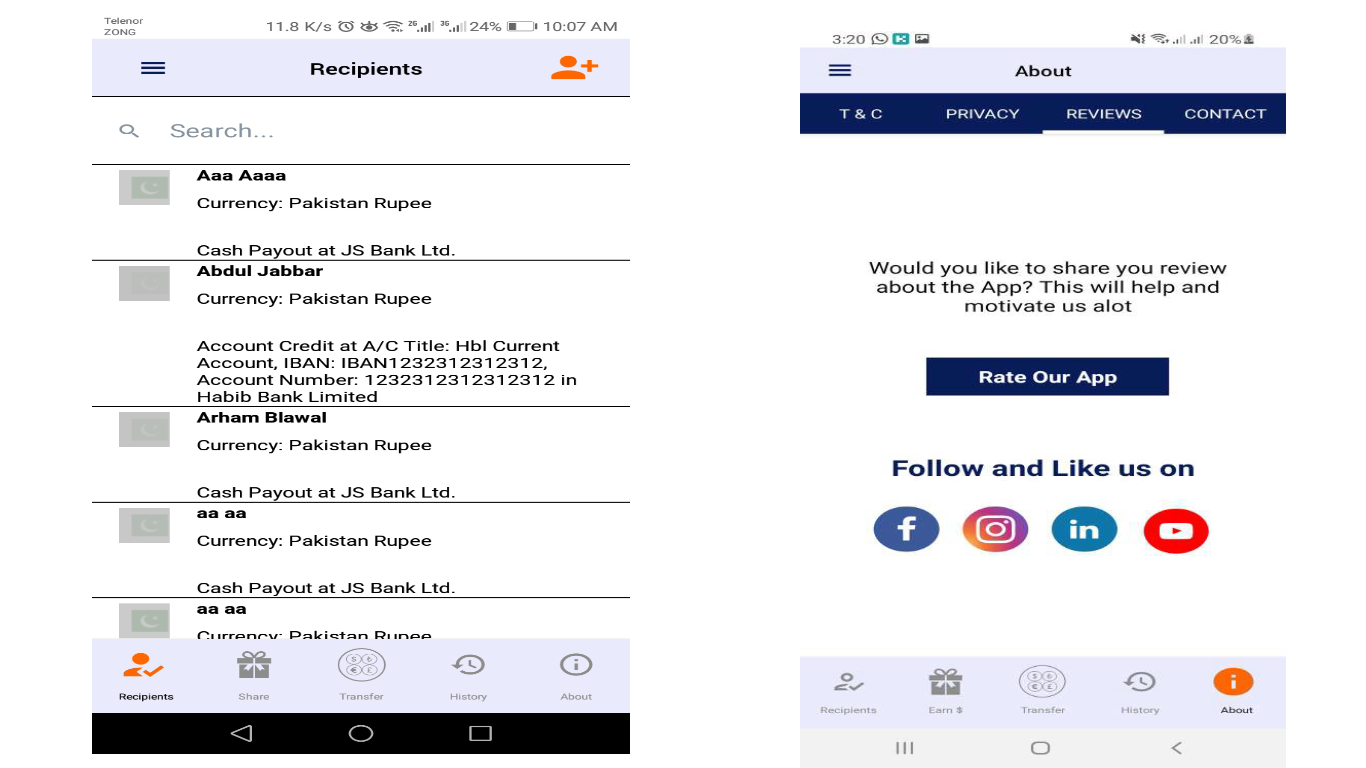 Telenor
ZONG
11.8 K/s 2G 3G 24% 10:07 AM
Recipients
Search...
Aaa Aaaa
Currency: Pakistan Rupee
Cash Payout at JS Bank Ltd.
Abdul Jabbar
Currency: Pakistan Rupee
Account Credit at A/C Title: Hbl Current
Account, IBAN: IBAN1232312312312,
Account Number: 1232312312312312 in
Habib Bank Limited
Arham Blawal
Currency: Pakistan Rupee
Cash Payout at JS Bank Ltd.
aa aa
Currency: Pakistan Rupee
Cash Payout at JS Bank Ltd.
aa aa
Currency: Pakistan Rupee
Recipients Share Transfer History About
3:20 20%
About
T & C PRIVACY REVIEWS CONTACT
Would you like to share you review
about the App? This will help and
motivate us alot
Rate Our App
Follow and Like us on
Recipients Earn $ Transfer History About